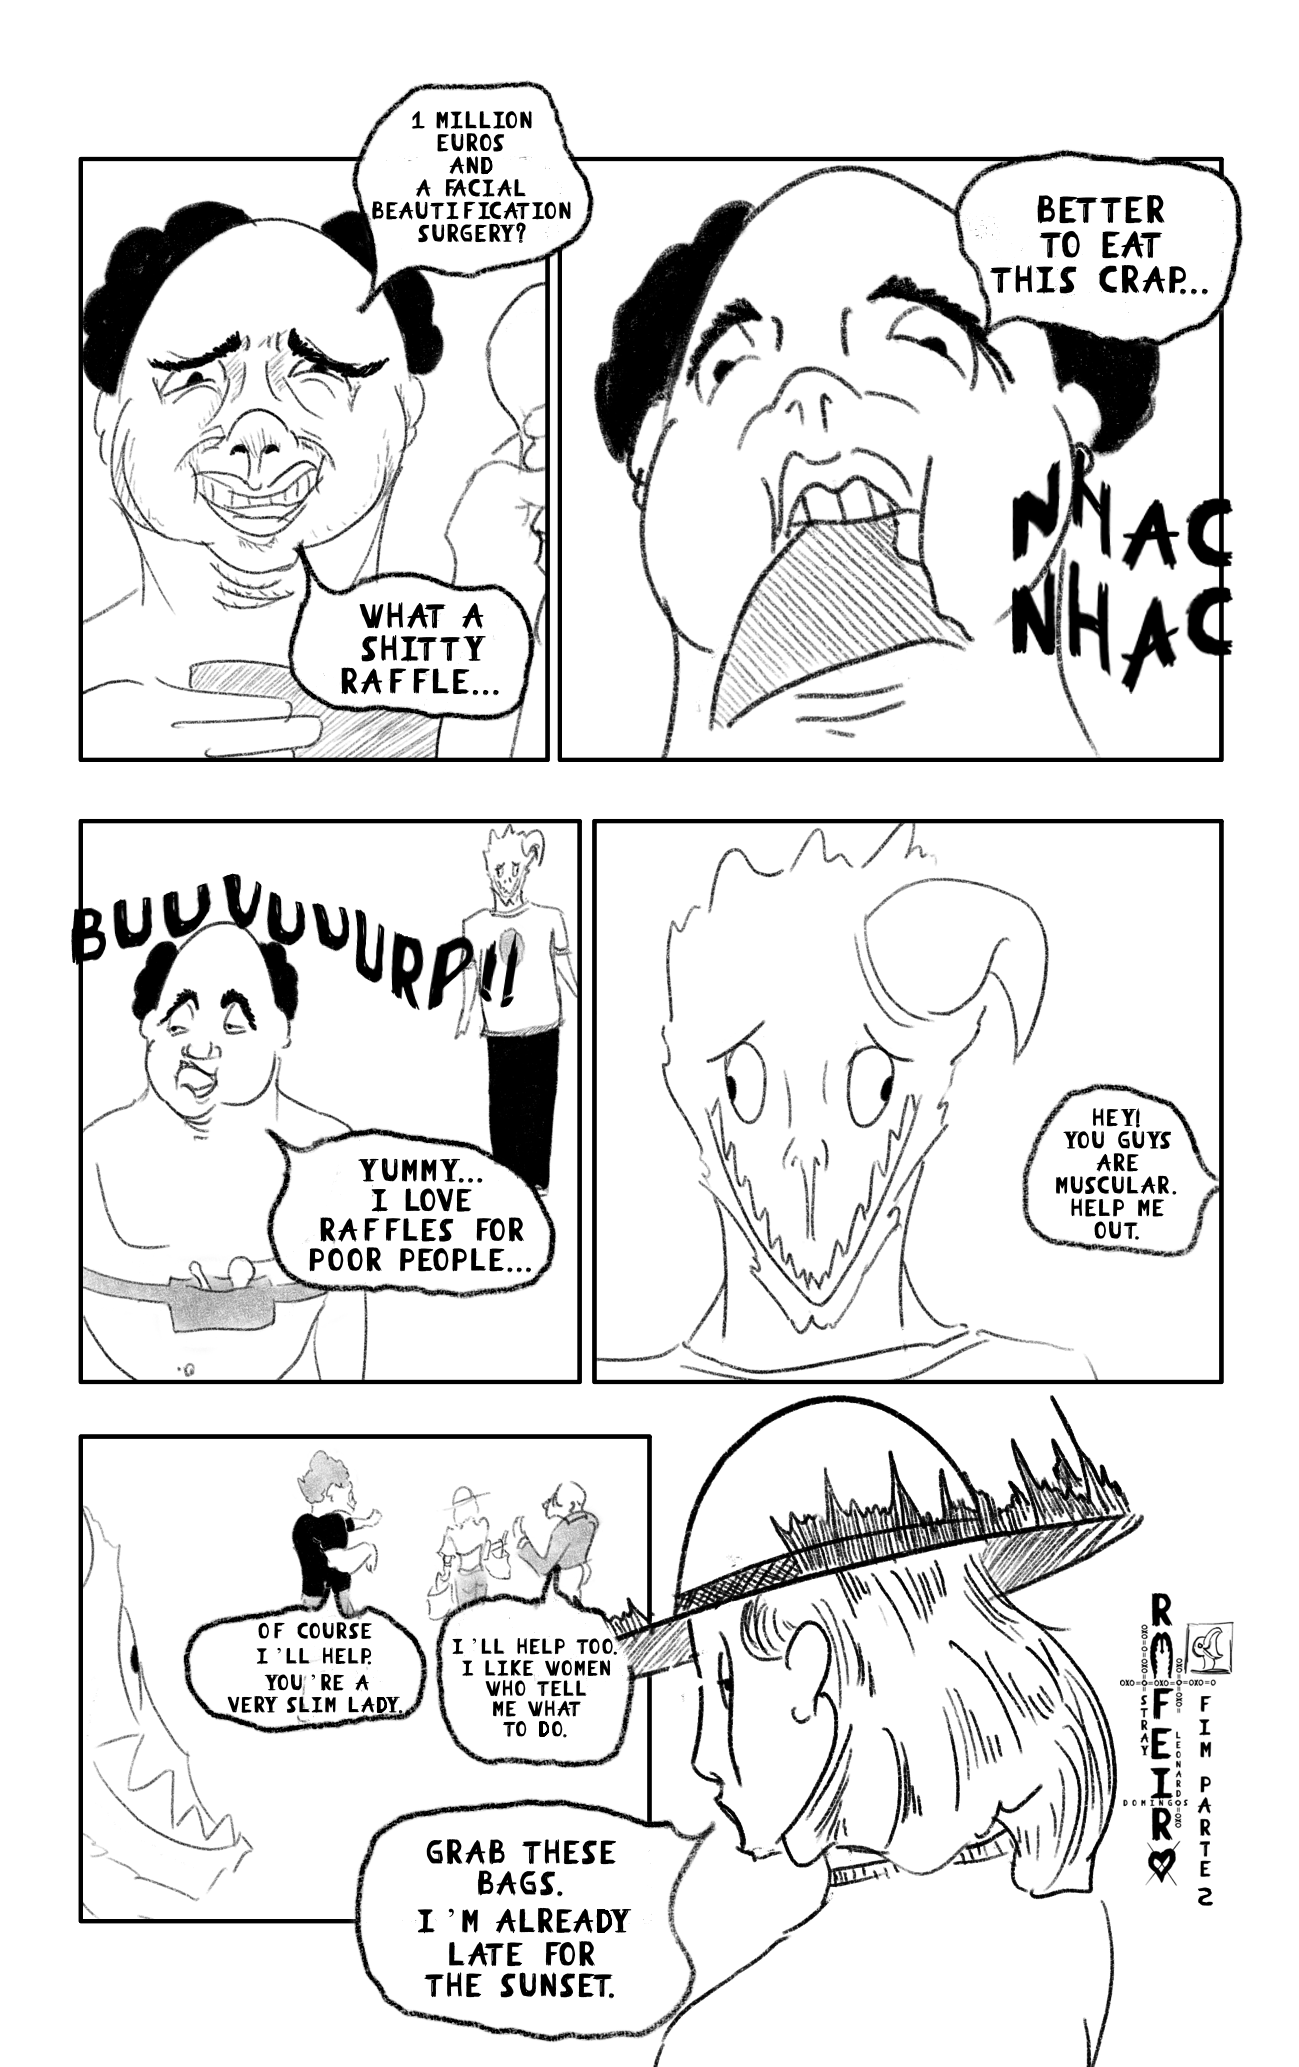 1 MILLION
EUROS
AND
A FACIAL
BEAUTIFICATION
SURGERY?
WHAT A
SHITTY
RAFFLE...
BETTER
TO EAT
THIS CRAP...
NHAC
NHAC
BUUUUUUURP!!
YUMMY...
I LOVE
RAFFLES FOR
POOR PEOPLE...
HEY!
YOU GUYS
ARE
MUSCULAR.
HELP ME
OUT.
OF COURSE
I'LL HELP.
YOU'RE A
VERY SLIM LADY.
I'LL HELP TOO.
I LIKE WOMEN
WHO TELL
ME WHAT
TO DO.
GRAB THESE
BAGS.
I'M ALREADY
LATE FOR
THE SUNSET.
STRAY
LEONARDO
DOMINGOS
FIM PARTE 2